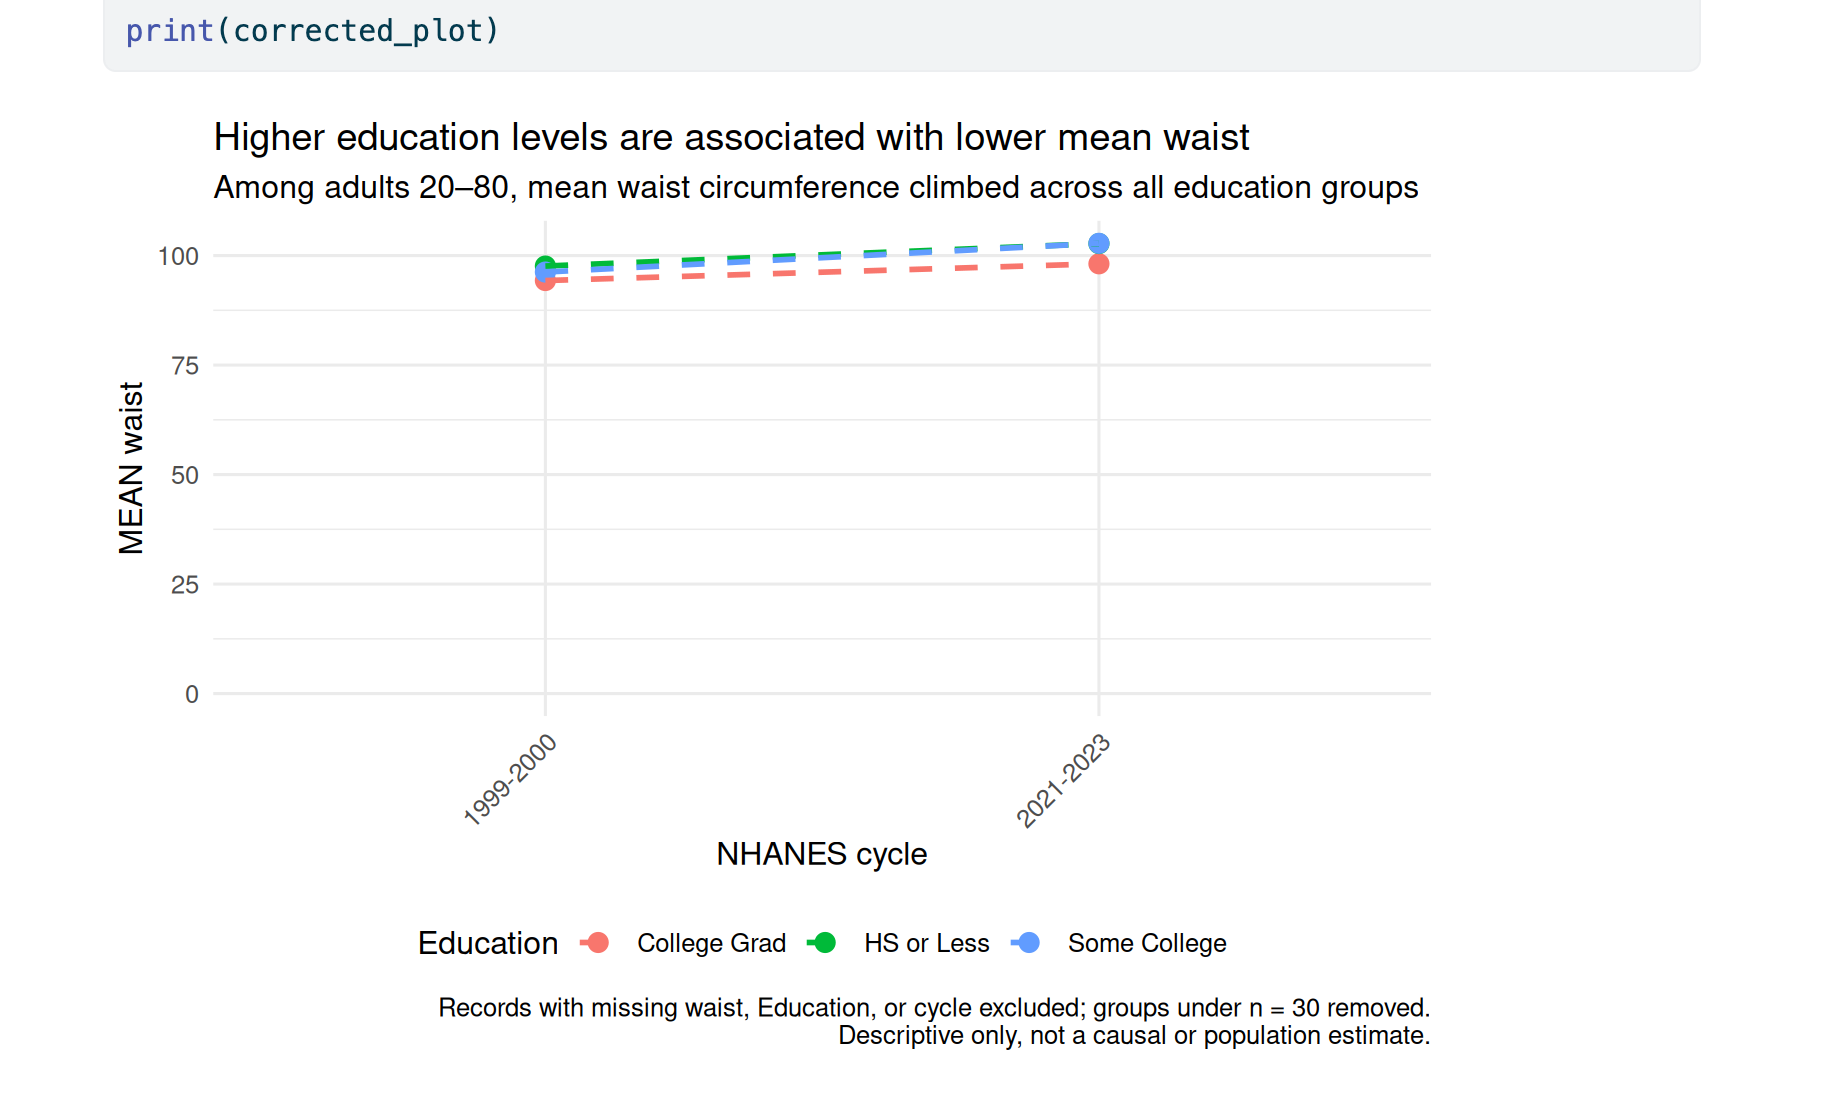 print(corrected_plot)
Higher education levels are associated with lower mean waist
Among adults 20–80, mean waist circumference climbed across all education groups
100
75
50
25
0
MEAN waist
1999-2000
2021-2023
NHANES cycle
Education College Grad HS or Less Some College
Records with missing waist, Education, or cycle excluded; groups under n = 30 removed.
Descriptive only, not a causal or population estimate.